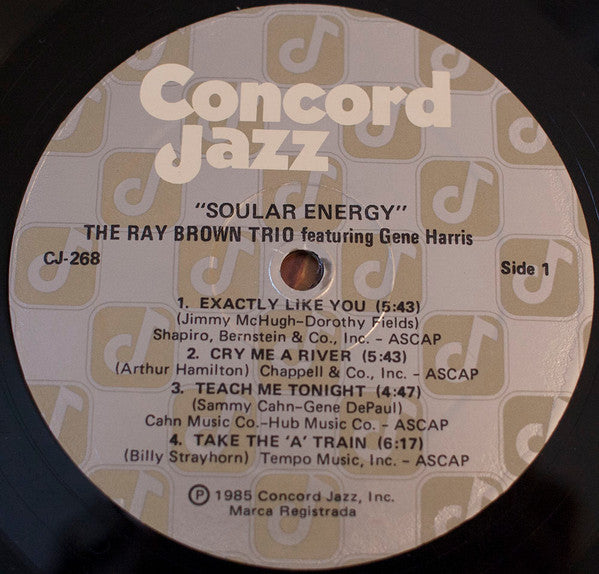 Concord
Jazz
"SOULAR ENERGY"
THE RAY BROWN TRIO featuring Gene Harris
CJ-268
Side 1
1. EXACTLY LIKE YOU (5:43)
(Jimmy McHugh-Dorothy Fields)
Shapiro, Bernstein & Co., Inc. - ASCAP
2. CRY ME A RIVER (5:43)
(Arthur Hamilton) Chappell & Co., Inc. - ASCAP
3. TEACH ME TONIGHT (4:47)
(Sammy Cahn-Gene DePaul)
Cahn Music Co.-Hub Music Co. - ASCAP
4. TAKE THE 'A' TRAIN (6:17)
(Billy Strayhorn) Tempo Music, Inc. - ASCAP
℗ 1985 Concord Jazz, Inc.
Marca Registrada